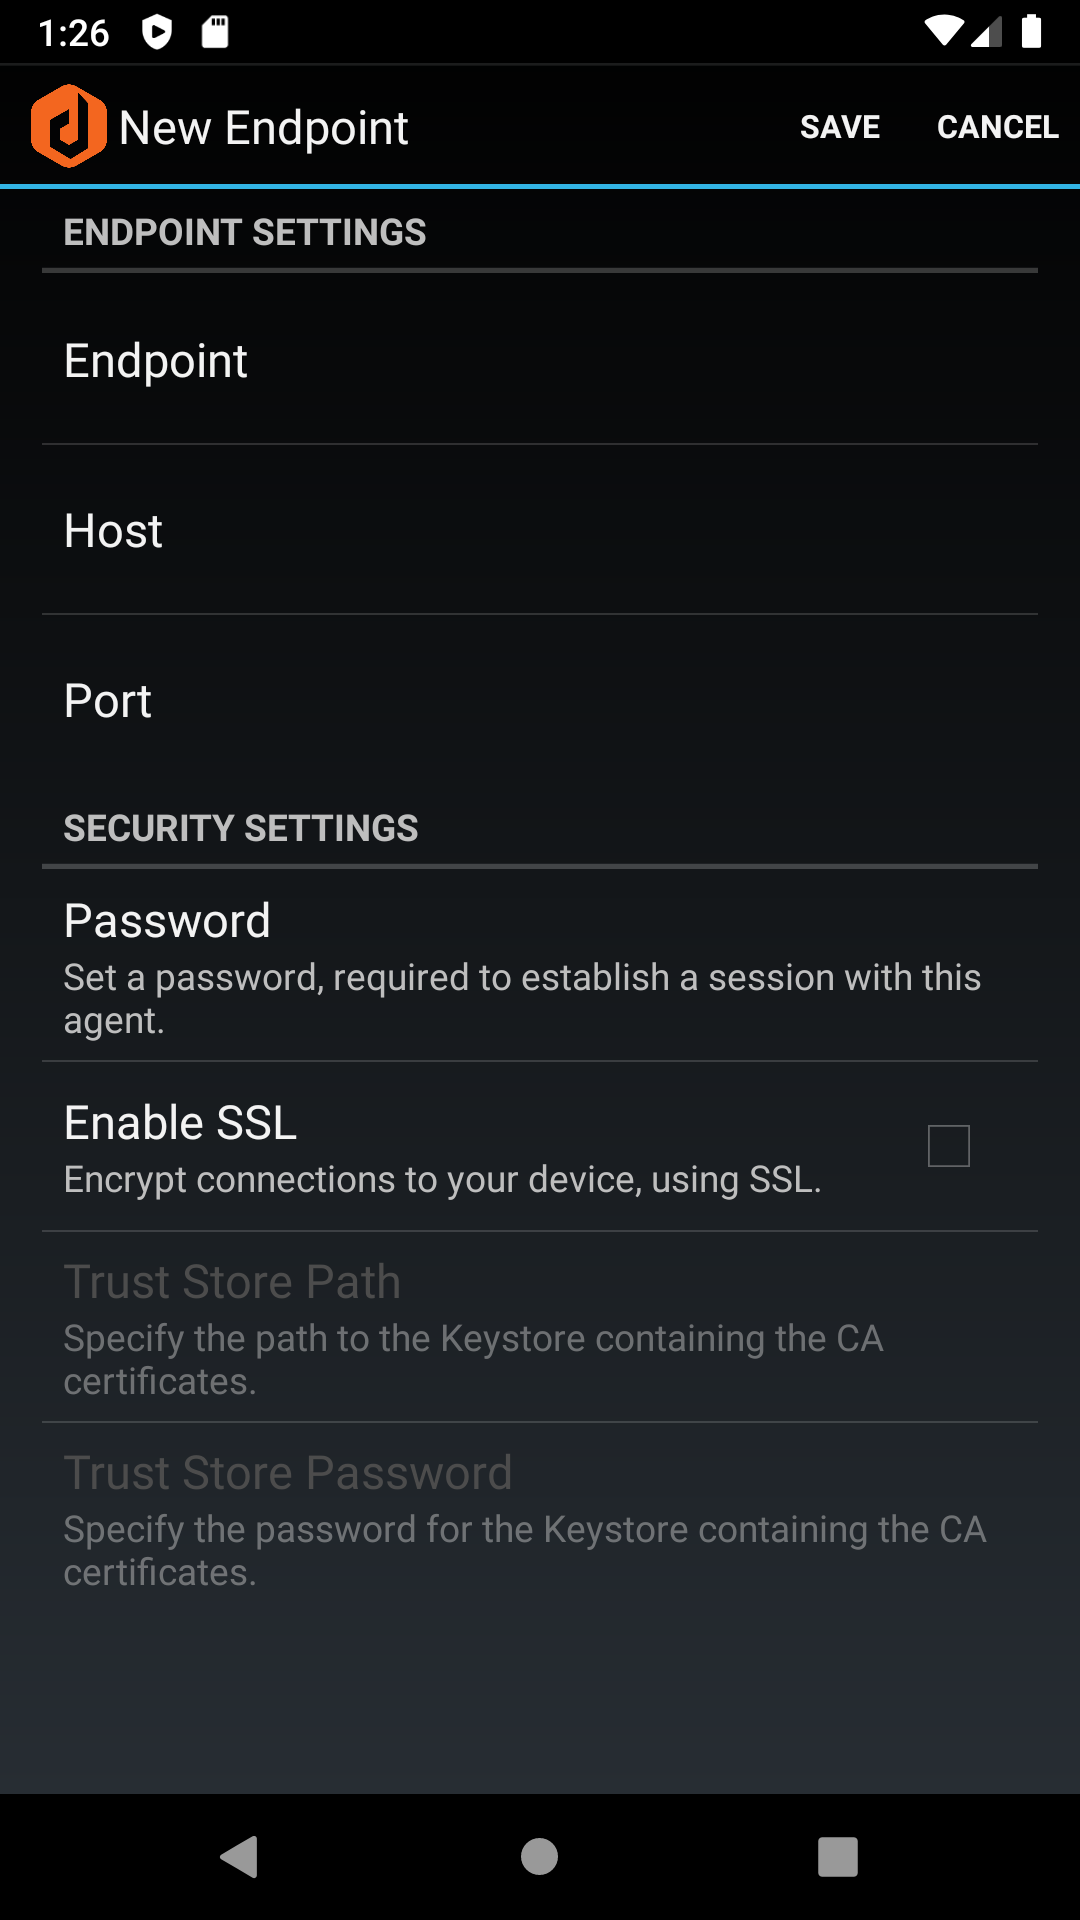 1:26
New Endpoint
SAVE
CANCEL
ENDPOINT SETTINGS
Endpoint
Host
Port
SECURITY SETTINGS
Password
Set a password, required to establish a session with this
agent.
Enable SSL
Encrypt connections to your device, using SSL.
Trust Store Path
Specify the path to the Keystore containing the CA
certificates.
Trust Store Password
Specify the password for the Keystore containing the CA
certificates.